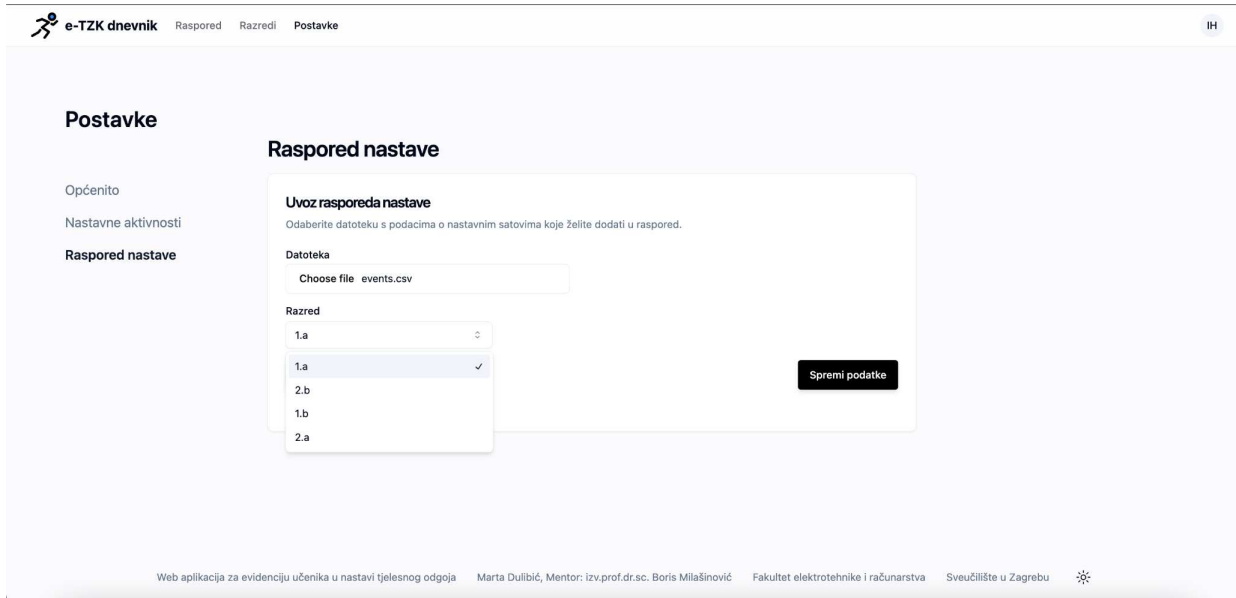 e-TZK dnevnik Raspored Razredi Postavke IH
Postavke
Raspored nastave
Općenito
Nastavne aktivnosti
Raspored nastave
Uvoz rasporeda nastave
Odaberite datoteku s podacima o nastavnim satovima koje želite dodati u raspored.
Datoteka
Choose file events.csv
Razred
1.a
1.a
2.b
1.b
2.a
Spremi podatke
Web aplikacija za evidenciju učenika u nastavi tjelesnog odgoja Marta Dulibić, Mentor: izv.prof.dr.sc. Boris Milašinović Fakultet elektrotehnike i računarstva Sveučilište u Zagrebu